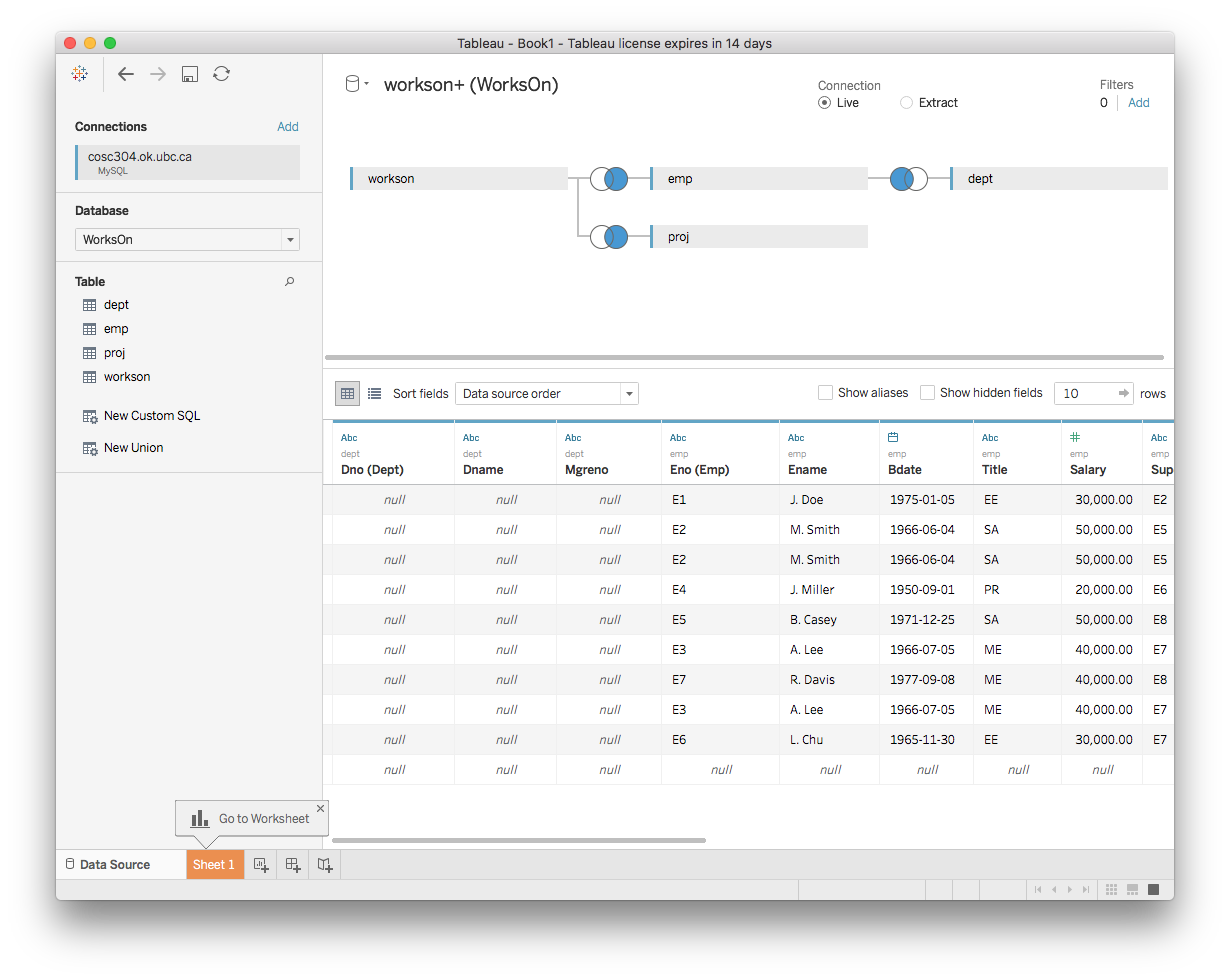 Tableau - Book1 - Tableau license expires in 14 days
Connections Add
cosc304.ok.ubc.ca
MySQL
Database
WorksOn
Table
dept
emp
proj
workson
New Custom SQL
New Union
workson+ (WorksOn)
Connection
Live Extract
Filters
0 Add
workson emp dept
proj
Sort fields Data source order Show aliases Show hidden fields 10 rows
Abc Abc Abc Abc Abc Abc # Abc
dept dept dept emp emp emp emp emp emp
Dno (Dept) Dname Mgreno Eno (Emp) Ename Bdate Title Salary Sup
null null null E1 J. Doe 1975-01-05 EE 30,000.00 E2
null null null E2 M. Smith 1966-06-04 SA 50,000.00 E5
null null null E2 M. Smith 1966-06-04 SA 50,000.00 E5
null null null E4 J. Miller 1950-09-01 PR 20,000.00 E6
null null null E5 B. Casey 1971-12-25 SA 50,000.00 E8
null null null E3 A. Lee 1966-07-05 ME 40,000.00 E7
null null null E7 R. Davis 1977-09-08 ME 40,000.00 E8
null null null E3 A. Lee 1966-07-05 ME 40,000.00 E7
null null null E6 L. Chu 1965-11-30 EE 30,000.00 E7
null null null null null null null null
Go to Worksheet
Data Source Sheet 1